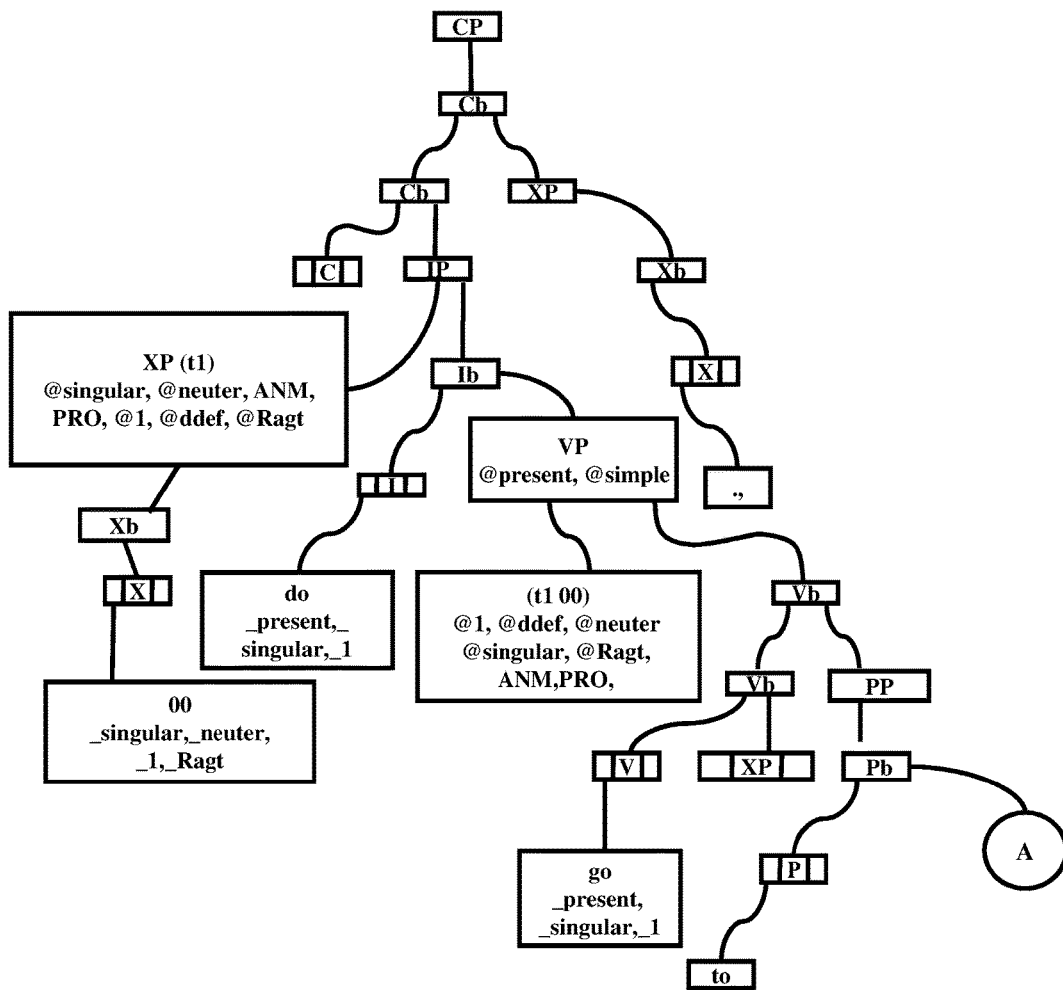 CP
Cb
Cb
XP
C
IP
Xb
XP (t1)
@singular, @neuter, ANM,
PRO, @1, @ddef, @Ragt
Ib
X
VP
@present, @simple
I
.,
Xb
X
do
_present,_
singular,_1
(t1 00)
@1, @ddef, @neuter
@singular, @Ragt,
ANM,PRO,
Vb
00
_singular,_neuter,
_1,_Ragt
Vb
PP
V
XP
Pb
A
go
_present,
_singular,_1
P
to